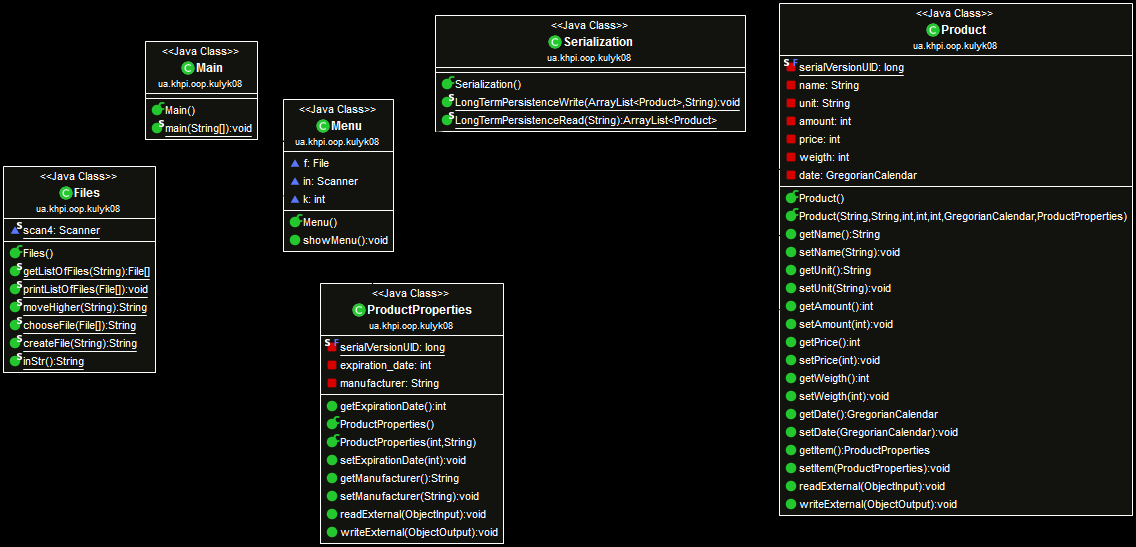 <<Java Class>>
Main
ua.khpi.oop.kulyk08
Main()
main(String[]):void
<<Java Class>>
Serialization
ua.khpi.oop.kulyk08
Serialization()
LongTermPersistenceWrite(ArrayList<Product>,String):void
LongTermPersistenceRead(String):ArrayList<Product>
<<Java Class>>
Product
ua.khpi.oop.kulyk08
serialVersionUID: long
name: String
unit: String
amount: int
price: int
weigth: int
date: GregorianCalendar
Product()
Product(String,String,int,int,int,GregorianCalendar,ProductProperties)
getName():String
setName(String):void
getUnit():String
setUnit(String):void
getAmount():int
setAmount(int):void
getPrice():int
setPrice(int):void
getWeigth():int
setWeigth(int):void
getDate():GregorianCalendar
setDate(GregorianCalendar):void
getItem():ProductProperties
setItem(ProductProperties):void
readExternal(ObjectInput):void
writeExternal(ObjectOutput):void
<<Java Class>>
Menu
ua.khpi.oop.kulyk08
f: File
in: Scanner
k: int
Menu()
showMenu():void
<<Java Class>>
Files
ua.khpi.oop.kulyk08
scan4: Scanner
Files()
getListOfFiles(String):File[]
printListOfFiles(File[]):void
moveHigher(String):String
chooseFile(File[]):String
createFile(String):String
inStr():String
<<Java Class>>
ProductProperties
ua.khpi.oop.kulyk08
serialVersionUID: long
expiration_date: int
manufacturer: String
getExpirationDate():int
ProductProperties()
ProductProperties(int,String)
setExpirationDate(int):void
getManufacturer():String
setManufacturer(String):void
readExternal(ObjectInput):void
writeExternal(ObjectOutput):void